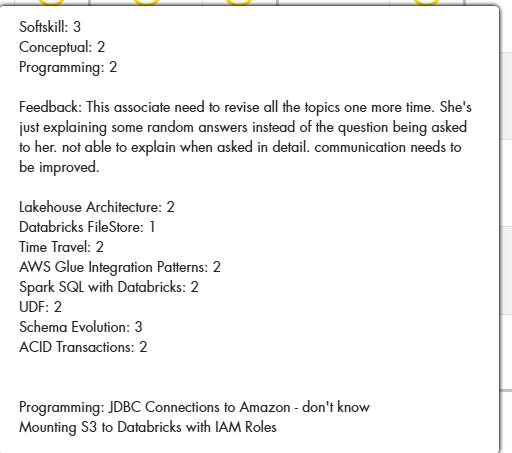 Softskill: 3
Conceptual: 2
Programming: 2
Feedback: This associate need to revise all the topics one more time. She's
just explaining some random answers instead of the question being asked
to her. not able to explain when asked in detail. communication needs to
be improved.
Lakehouse Architecture: 2
Databricks FileStore: 1
Time Travel: 2
AWS Glue Integration Patterns: 2
Spark SQL with Databricks: 2
UDF: 2
Schema Evolution: 3
ACID Transactions: 2
Programming: JDBC Connections to Amazon - don't know
Mounting S3 to Databricks with IAM Roles